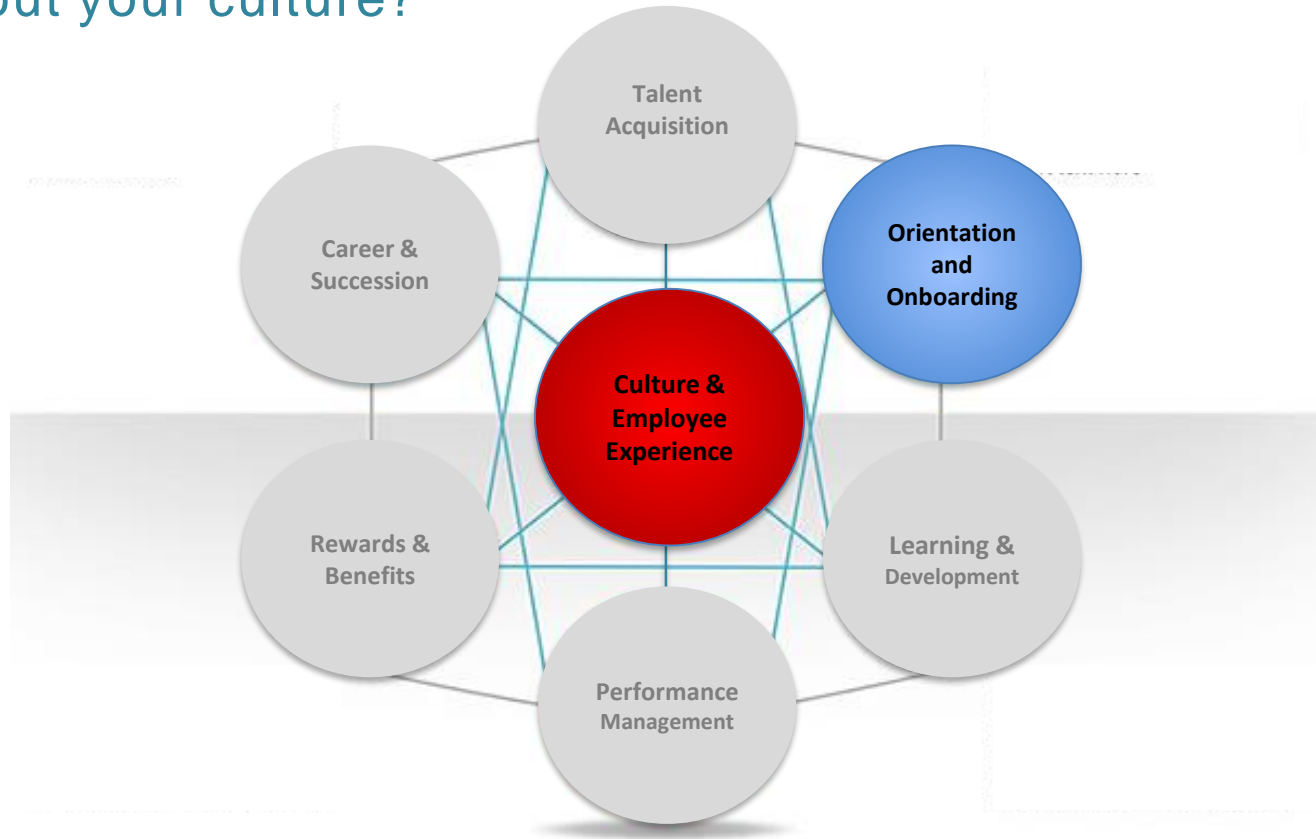 out your culture?
Talent
Acquisition
Orientation
and
Onboarding
Career &
Succession
Culture &
Employee
Experience
Rewards &
Benefits
Learning &
Development
Performance
Management